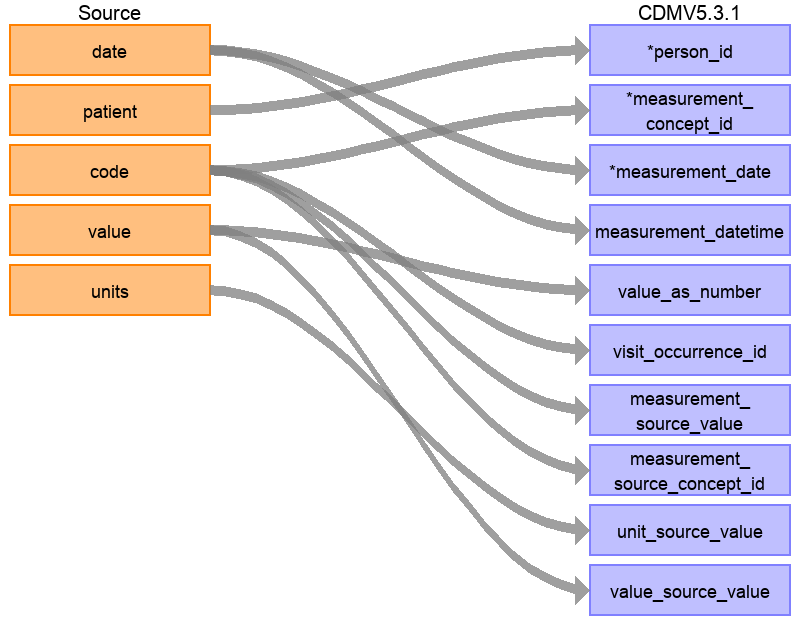 Source
CDMV5.3.1
date
patient
code
value
units
*person_id
*measurement_
concept_id
*measurement_date
measurement_datetime
value_as_number
visit_occurrence_id
measurement_
source_value
measurement_
source_concept_id
unit_source_value
value_source_value